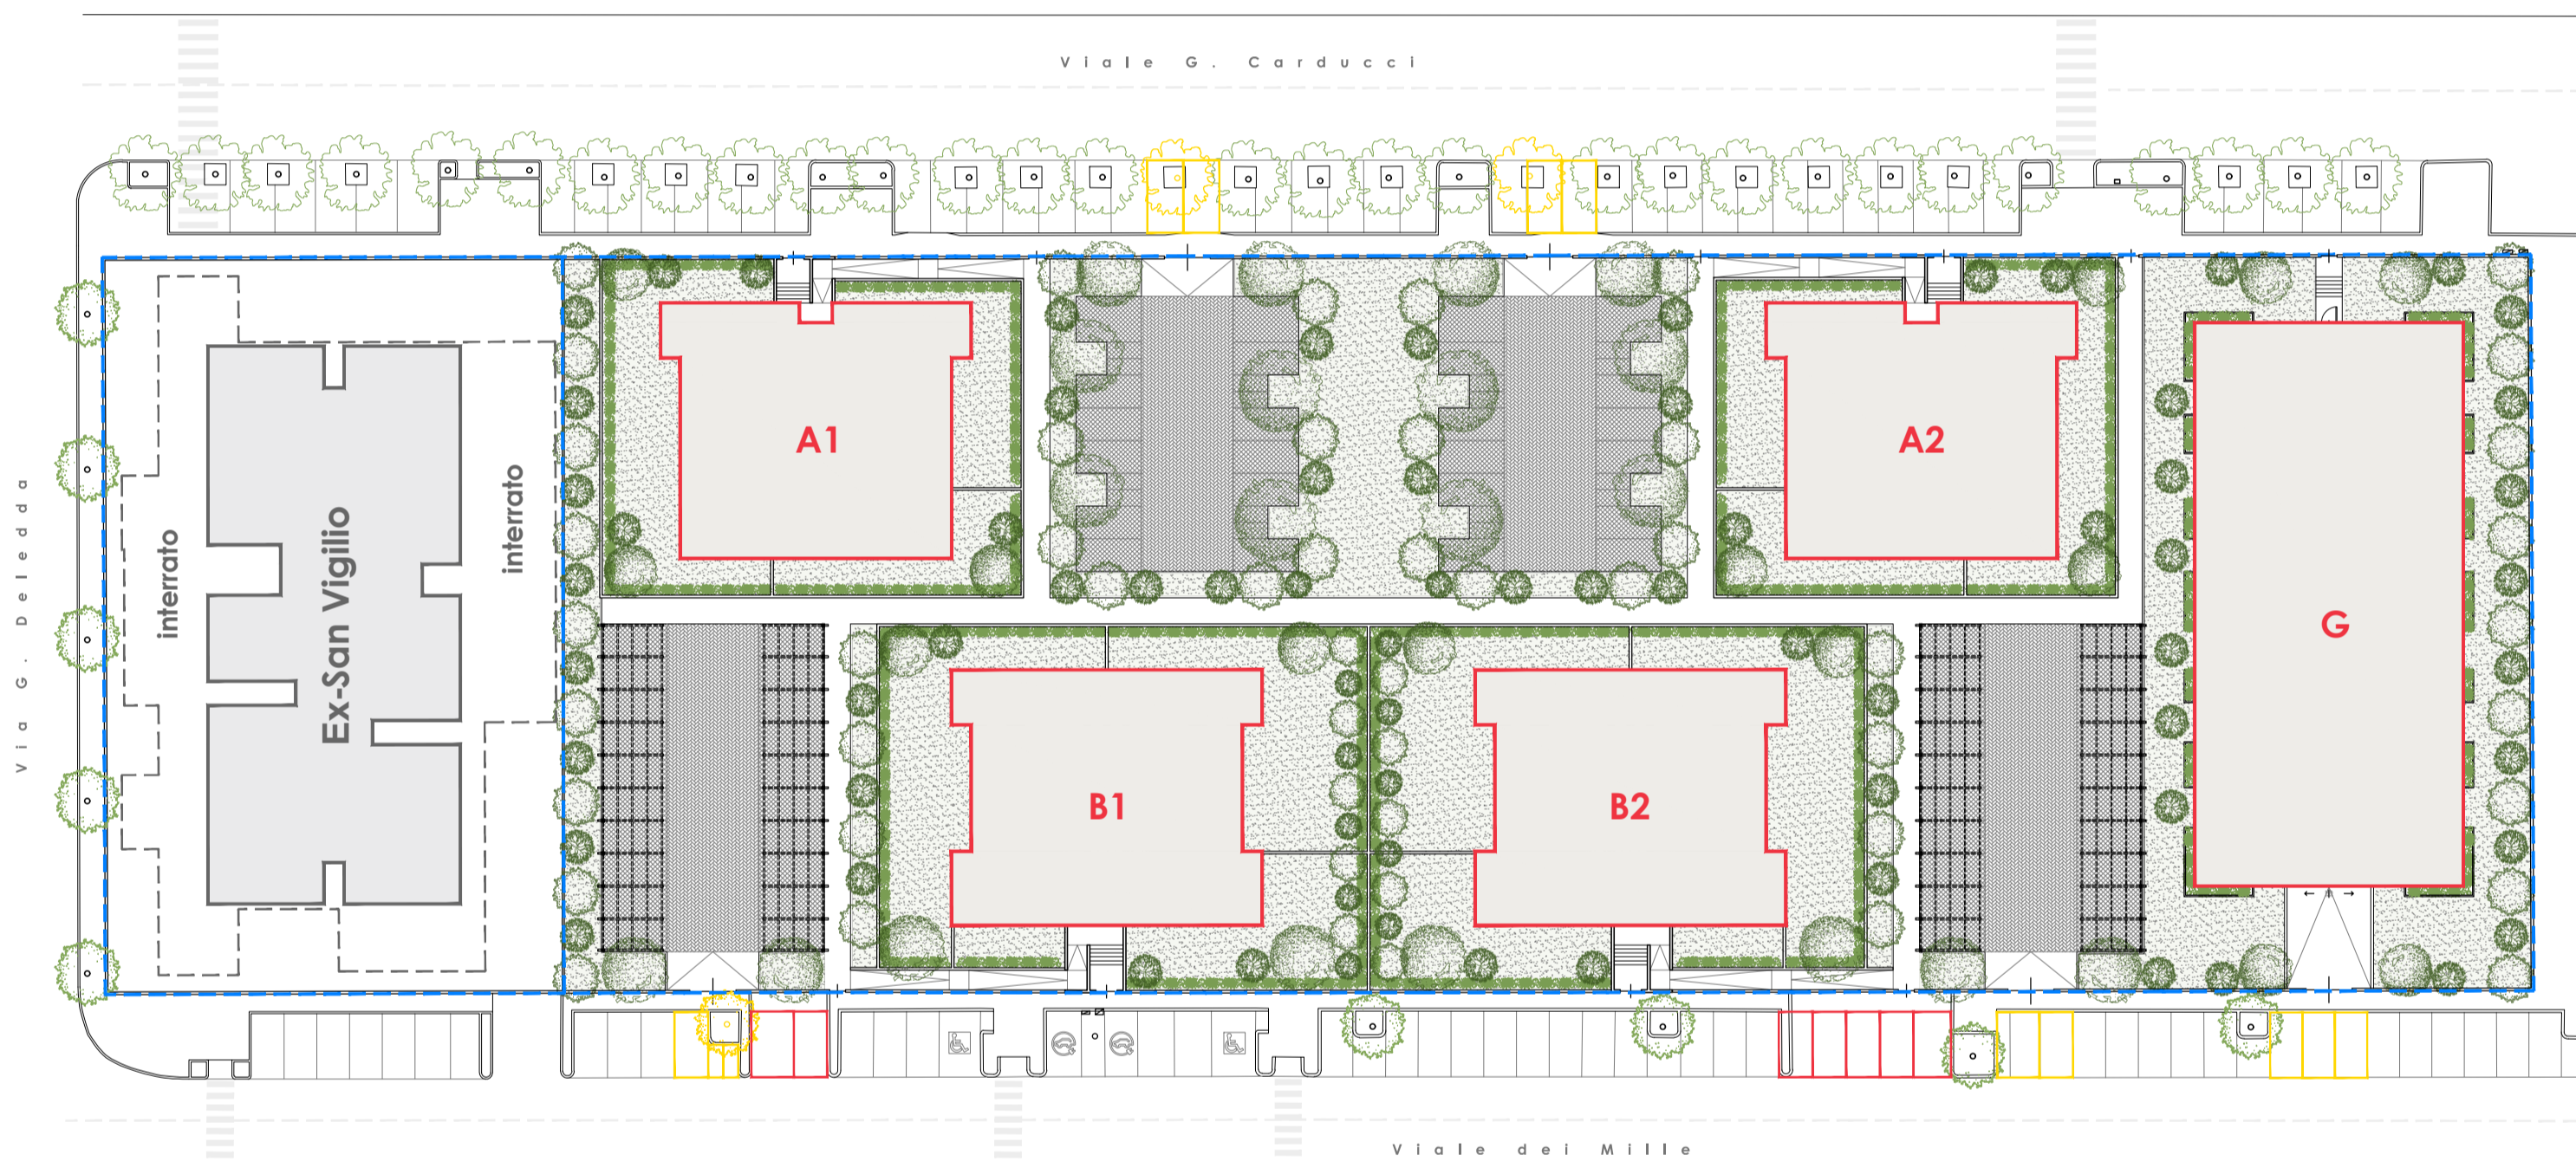 Viale G. Carducci
Via G. Deledda
interrato
Ex-San Vigilio
interrato
A1
A2
B1
B2
G
Viale dei Mille